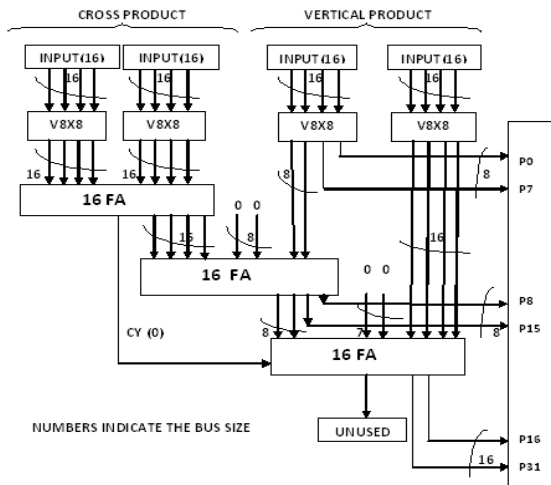 CROSS PRODUCT VERTICAL PRODUCT
INPUT(16) INPUT(16) INPUT(16) INPUT(16)
16 16 16 16
V8X8 V8X8 V8X8 V8X8
P0
16 16 8 8
P7
16 FA
0 0
16 8 16
16 FA
0 0
P8
8 7 8
P15
CY (0)
16 FA
NUMBERS INDICATE THE BUS SIZE
UNUSED
P16
16
P31